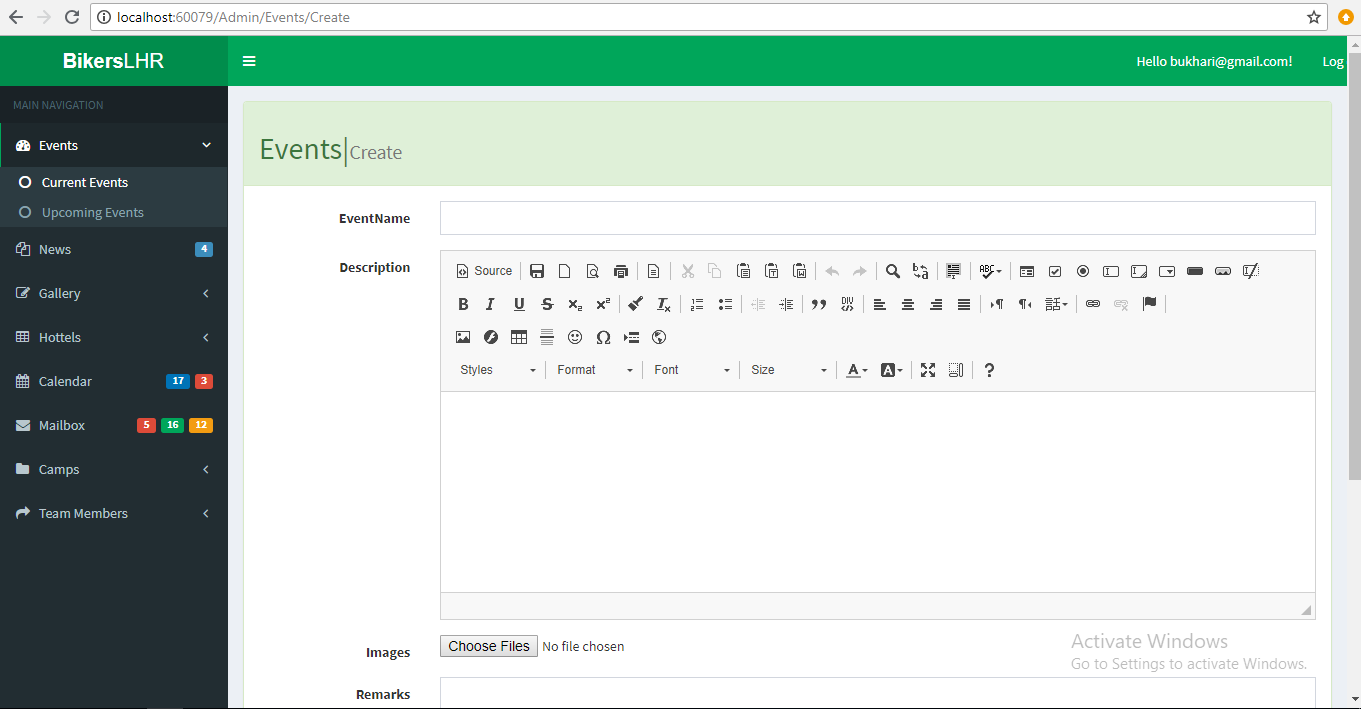 localhost:60079/Admin/Events/Create
BikersLHR
Hello bukhari@gmail.com!
Log
MAIN NAVIGATION
Events
Current Events
Upcoming Events
News 4
Gallery
Hottels
Calendar 17 3
Mailbox 5 16 12
Camps
Team Members
Events|Create
EventName
Description
Source
Styles Format Font Size
Images
Choose Files No file chosen
Remarks
Activate Windows
Go to Settings to activate Windows.